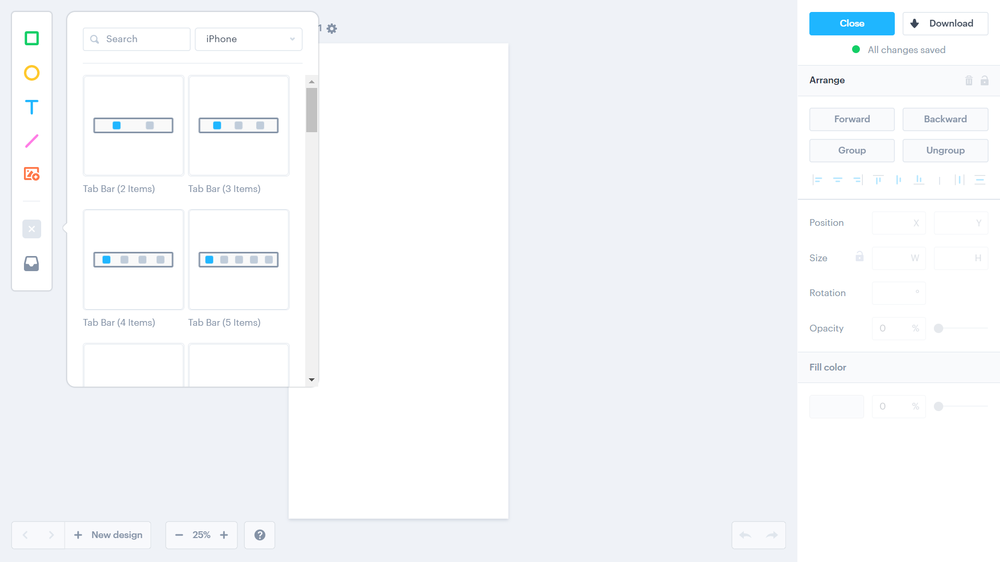 Search
iPhone
1
Tab Bar (2 Items)
Tab Bar (3 Items)
Tab Bar (4 Items)
Tab Bar (5 Items)
New design
25%
Close
Download
All changes saved
Arrange
Forward
Backward
Group
Ungroup
Position
X
Y
Size
W
H
Rotation
°
Opacity
0
%
Fill color
0
%